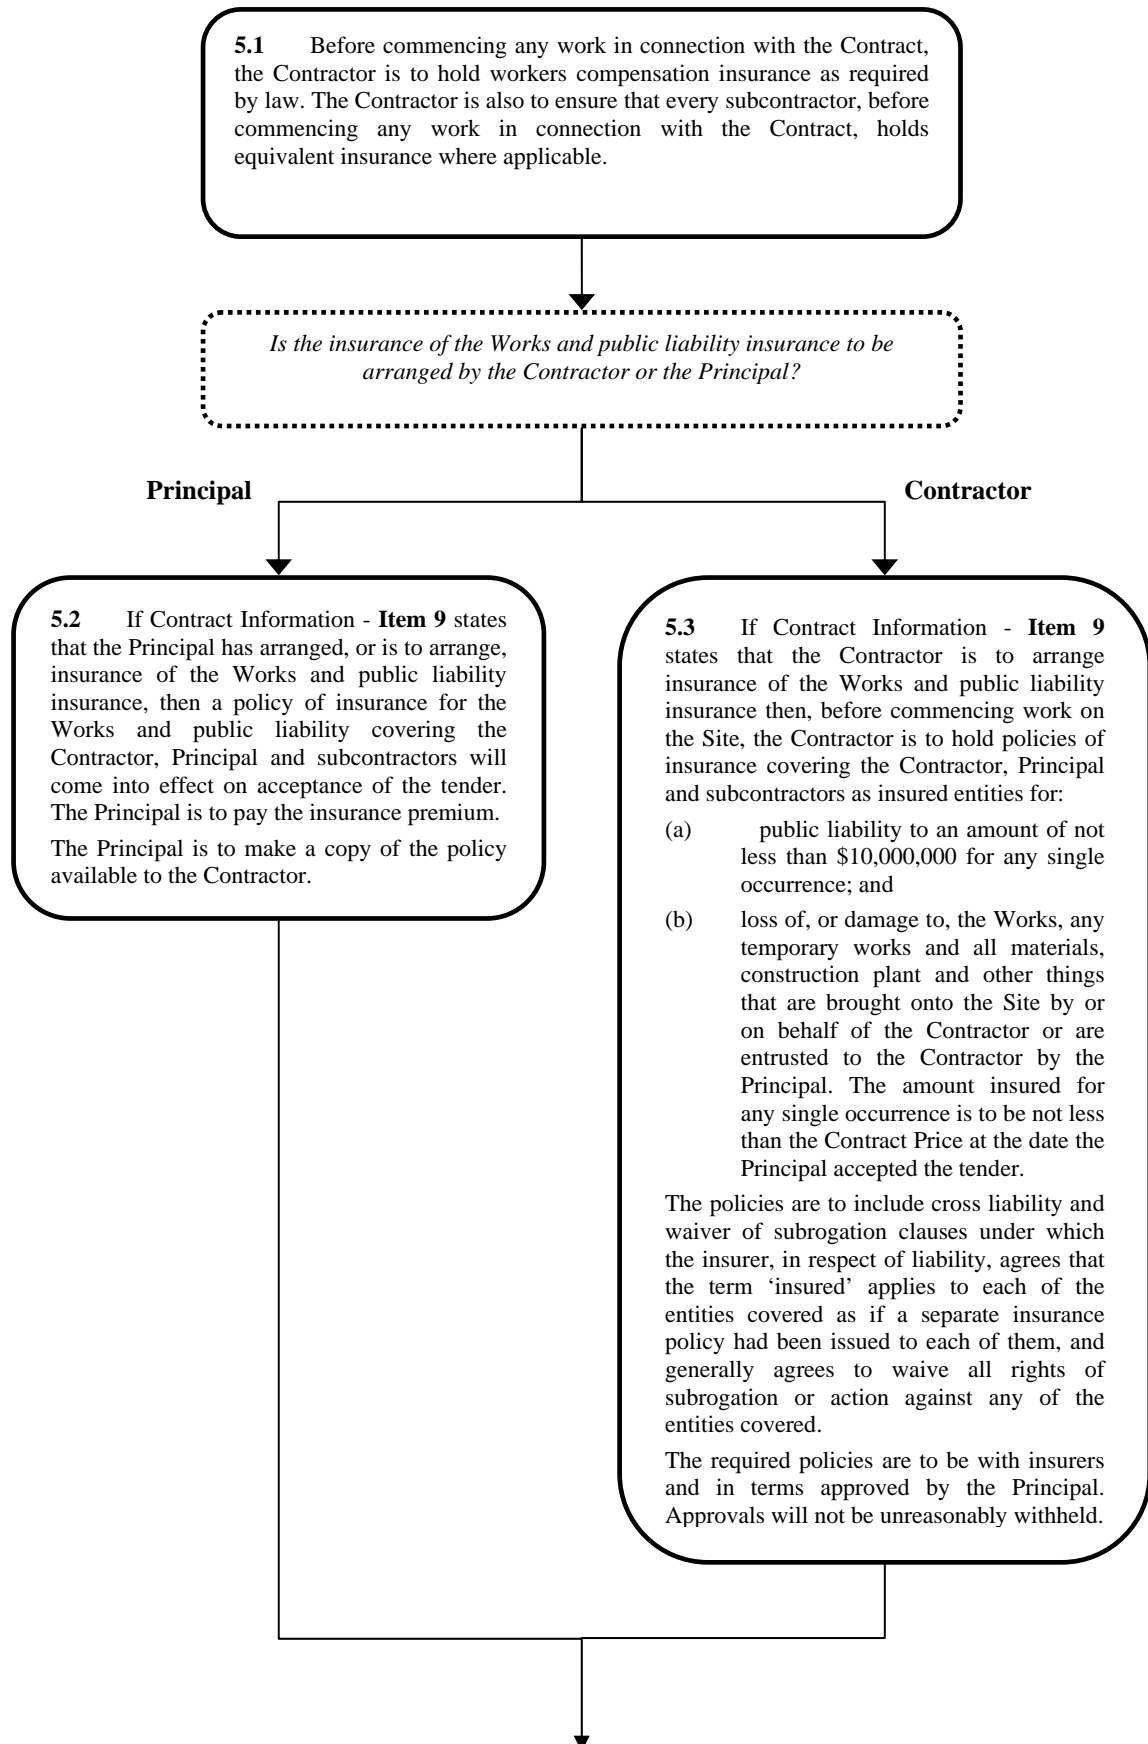 5.1 Before commencing any work in connection with the Contract,
the Contractor is to hold workers compensation insurance as required
by law. The Contractor is also to ensure that every subcontractor, before
commencing any work in connection with the Contract, holds
equivalent insurance where applicable.
Is the insurance of the Works and public liability insurance to be
arranged by the Contractor or the Principal?
Principal
Contractor
5.2 If Contract Information - Item 9 states
that the Principal has arranged, or is to arrange,
insurance of the Works and public liability
insurance, then a policy of insurance for the
Works and public liability covering the
Contractor, Principal and subcontractors will
come into effect on acceptance of the tender.
The Principal is to pay the insurance premium.
The Principal is to make a copy of the policy
available to the Contractor.
5.3 If Contract Information - Item 9
states that the Contractor is to arrange
insurance of the Works and public liability
insurance then, before commencing work on
the Site, the Contractor is to hold policies of
insurance covering the Contractor, Principal
and subcontractors as insured entities for:
(a) public liability to an amount of not
less than $10,000,000 for any single
occurrence; and
(b) loss of, or damage to, the Works, any
temporary works and all materials,
construction plant and other things
that are brought onto the Site by or
on behalf of the Contractor or are
entrusted to the Contractor by the
Principal. The amount insured for
any single occurrence is to be not less
than the Contract Price at the date the
Principal accepted the tender.
The policies are to include cross liability and
waiver of subrogation clauses under which
the insurer, in respect of liability, agrees that
the term ‘insured’ applies to each of the
entities covered as if a separate insurance
policy had been issued to each of them, and
generally agrees to waive all rights of
subrogation or action against any of the
entities covered.
The required policies are to be with insurers
and in terms approved by the Principal.
Approvals will not be unreasonably withheld.